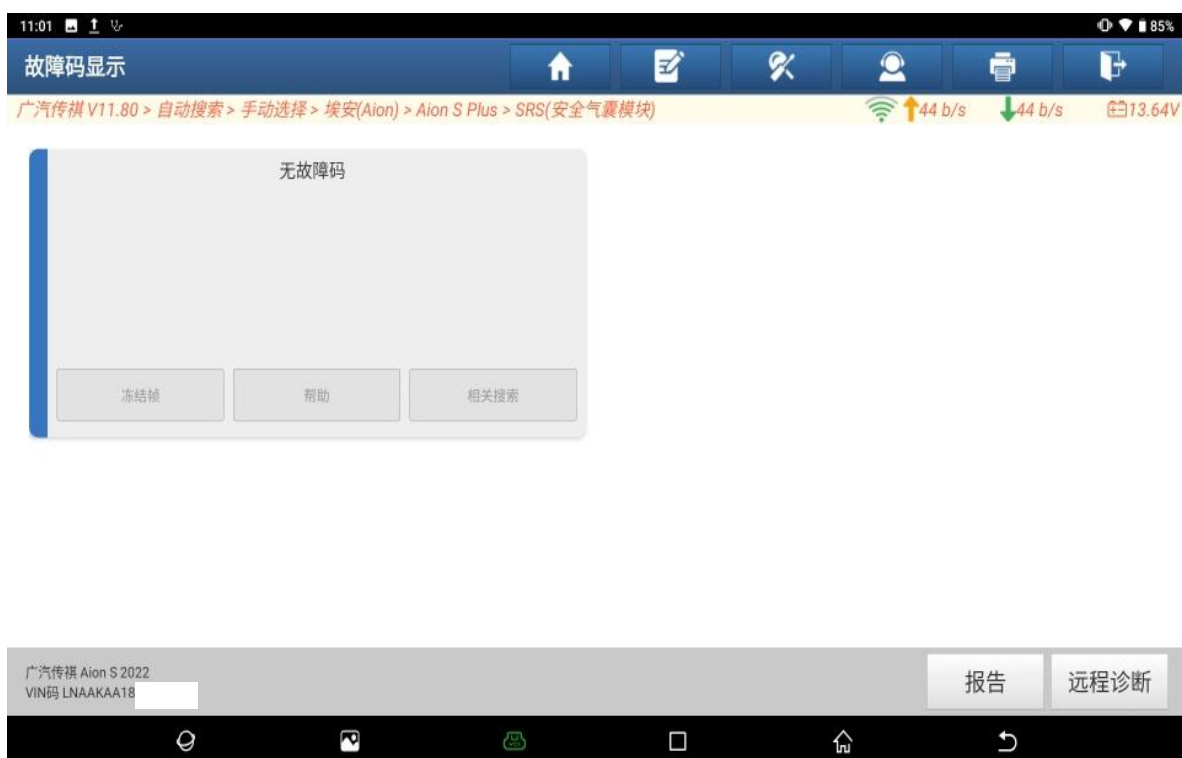 11:01 85%
故障码显示
广汽传祺 V11.80 > 自动搜索 > 手动选择 > 埃安(Aion) > Aion S Plus > SRS(安全气囊模块) 44 b/s 44 b/s 13.64V
无故障码
冻结帧 帮助 相关搜索
广汽传祺 Aion S 2022
VIN码 LNAAKAA18
报告 远程诊断